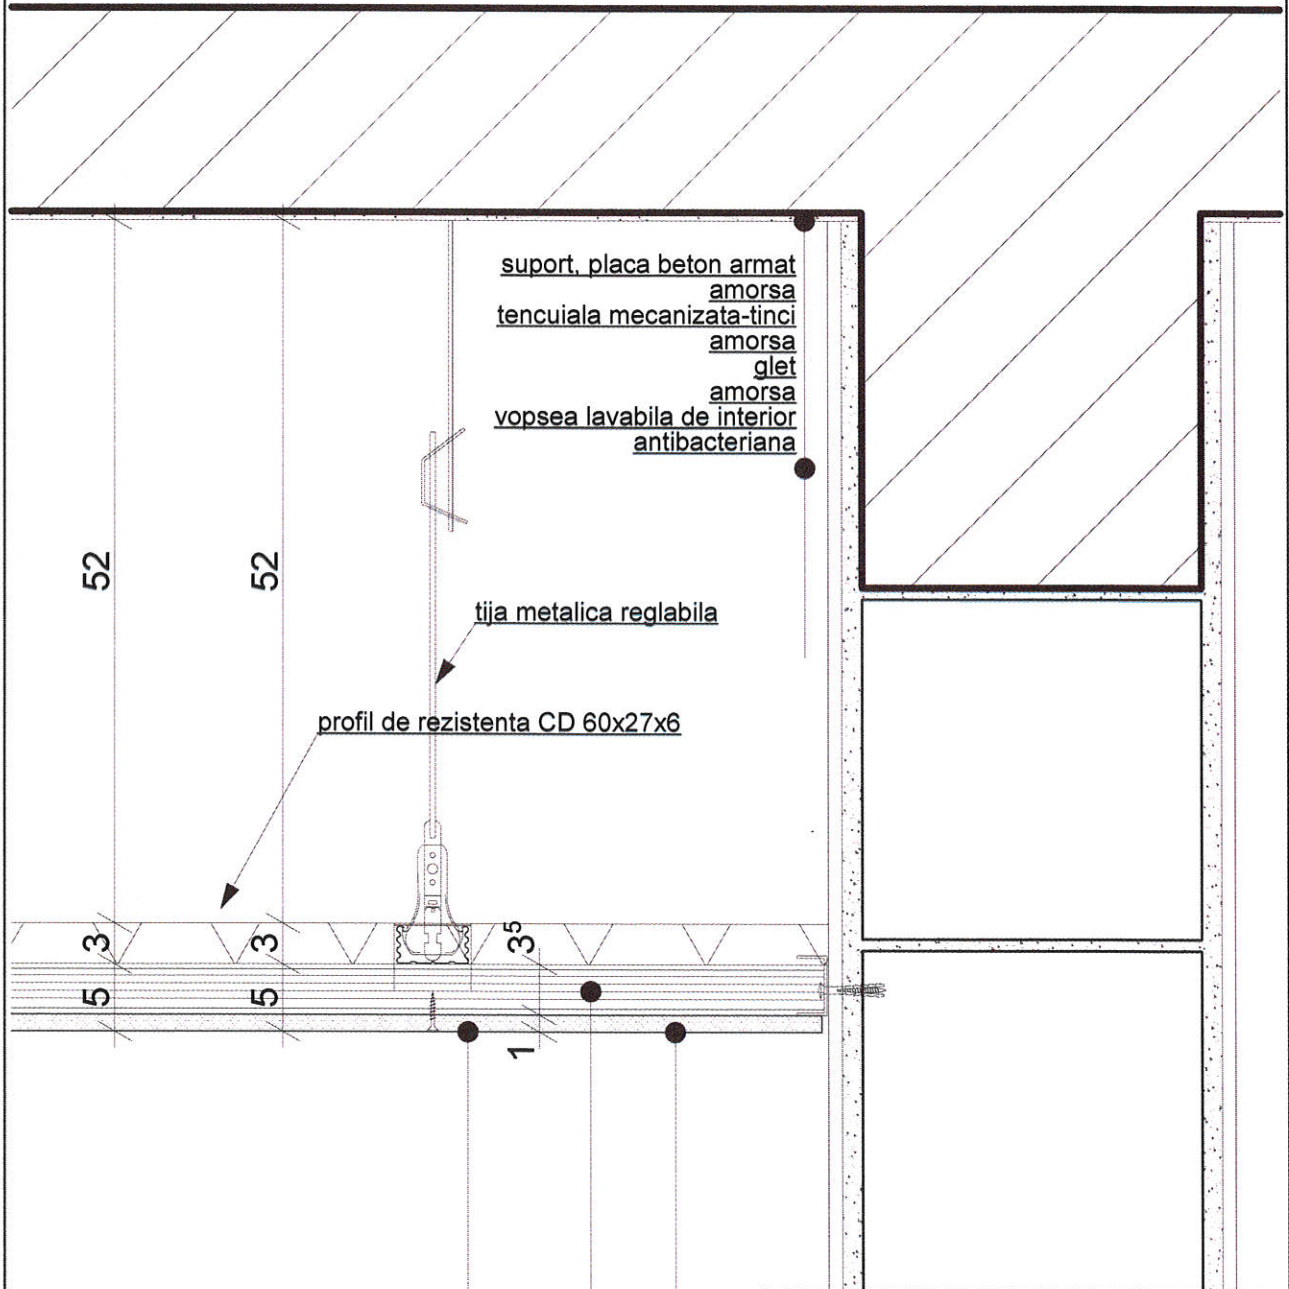 suport, placa beton armat
amorsa
tencuiala mecanizata-tinci
amorsa
glet
amorsa
vopsea lavabila de interior
antibacteriana
52
52
tija metalica reglabila
profil de rezistenta CD 60x27x6
3
3
3⁵
5
5
1